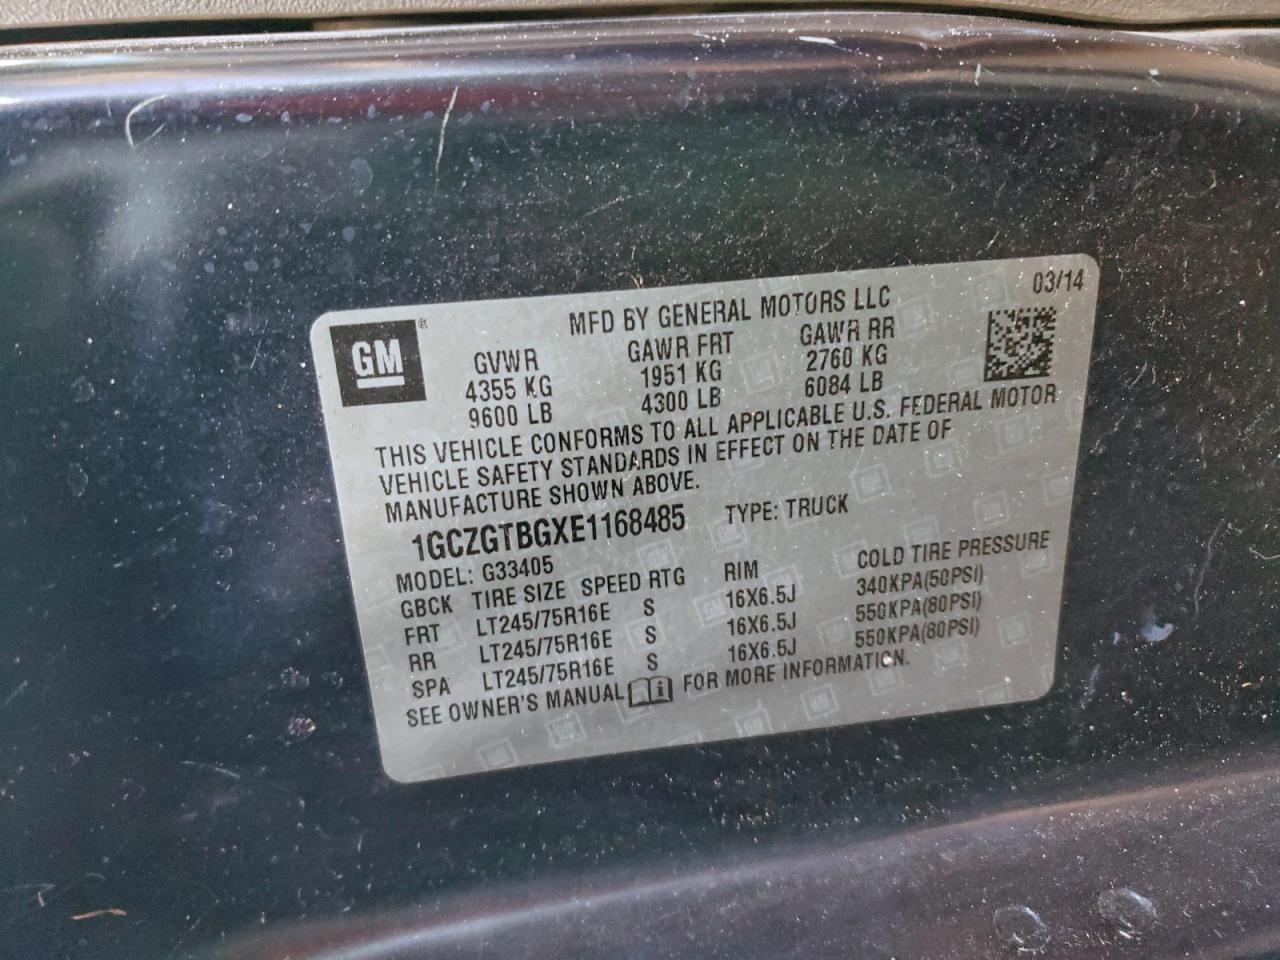 GM®
MFD BY GENERAL MOTORS LLC 03/14
GVWR GAWR FRT GAWR RR
4355 KG 1951 KG 2760 KG
9600 LB 4300 LB 6084 LB
THIS VEHICLE CONFORMS TO ALL APPLICABLE U.S. FEDERAL MOTOR
VEHICLE SAFETY STANDARDS IN EFFECT ON THE DATE OF
MANUFACTURE SHOWN ABOVE.
1GCZGTBGXE1168485 TYPE: TRUCK
MODEL: G33405
GBCK TIRE SIZE SPEED RTG RIM COLD TIRE PRESSURE
FRT LT245/75R16E S 16X6.5J 340KPA(50PSI)
RR LT245/75R16E S 16X6.5J 550KPA(80PSI)
SPA LT245/75R16E S 16X6.5J 550KPA(80PSI)
SEE OWNER'S MANUAL FOR MORE INFORMATION.